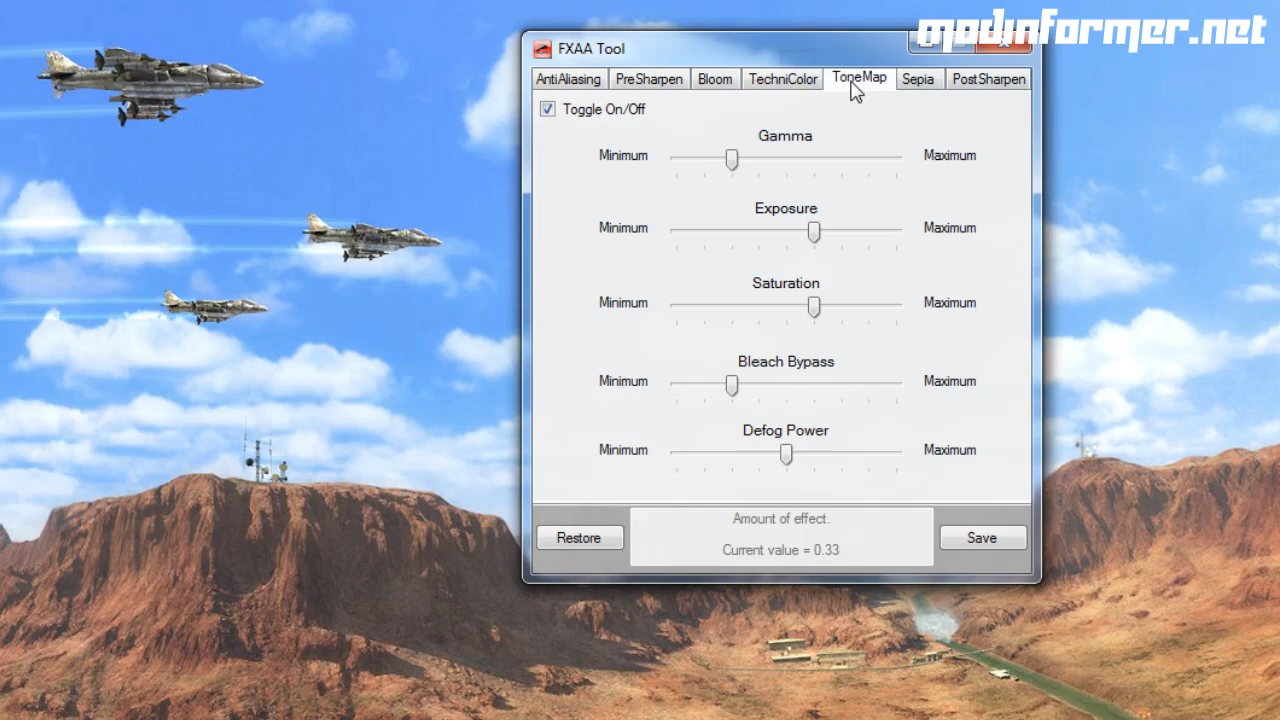 modinformer.net
FXAA Tool
AntiAliasing PreSharpen Bloom TechniColor ToneMap Sepia PostSharpen
Toggle On/Off
Gamma
Minimum Maximum
Exposure
Minimum Maximum
Saturation
Minimum Maximum
Bleach Bypass
Minimum Maximum
Defog Power
Minimum Maximum
Restore
Amount of effect.
Current value = 0.33
Save